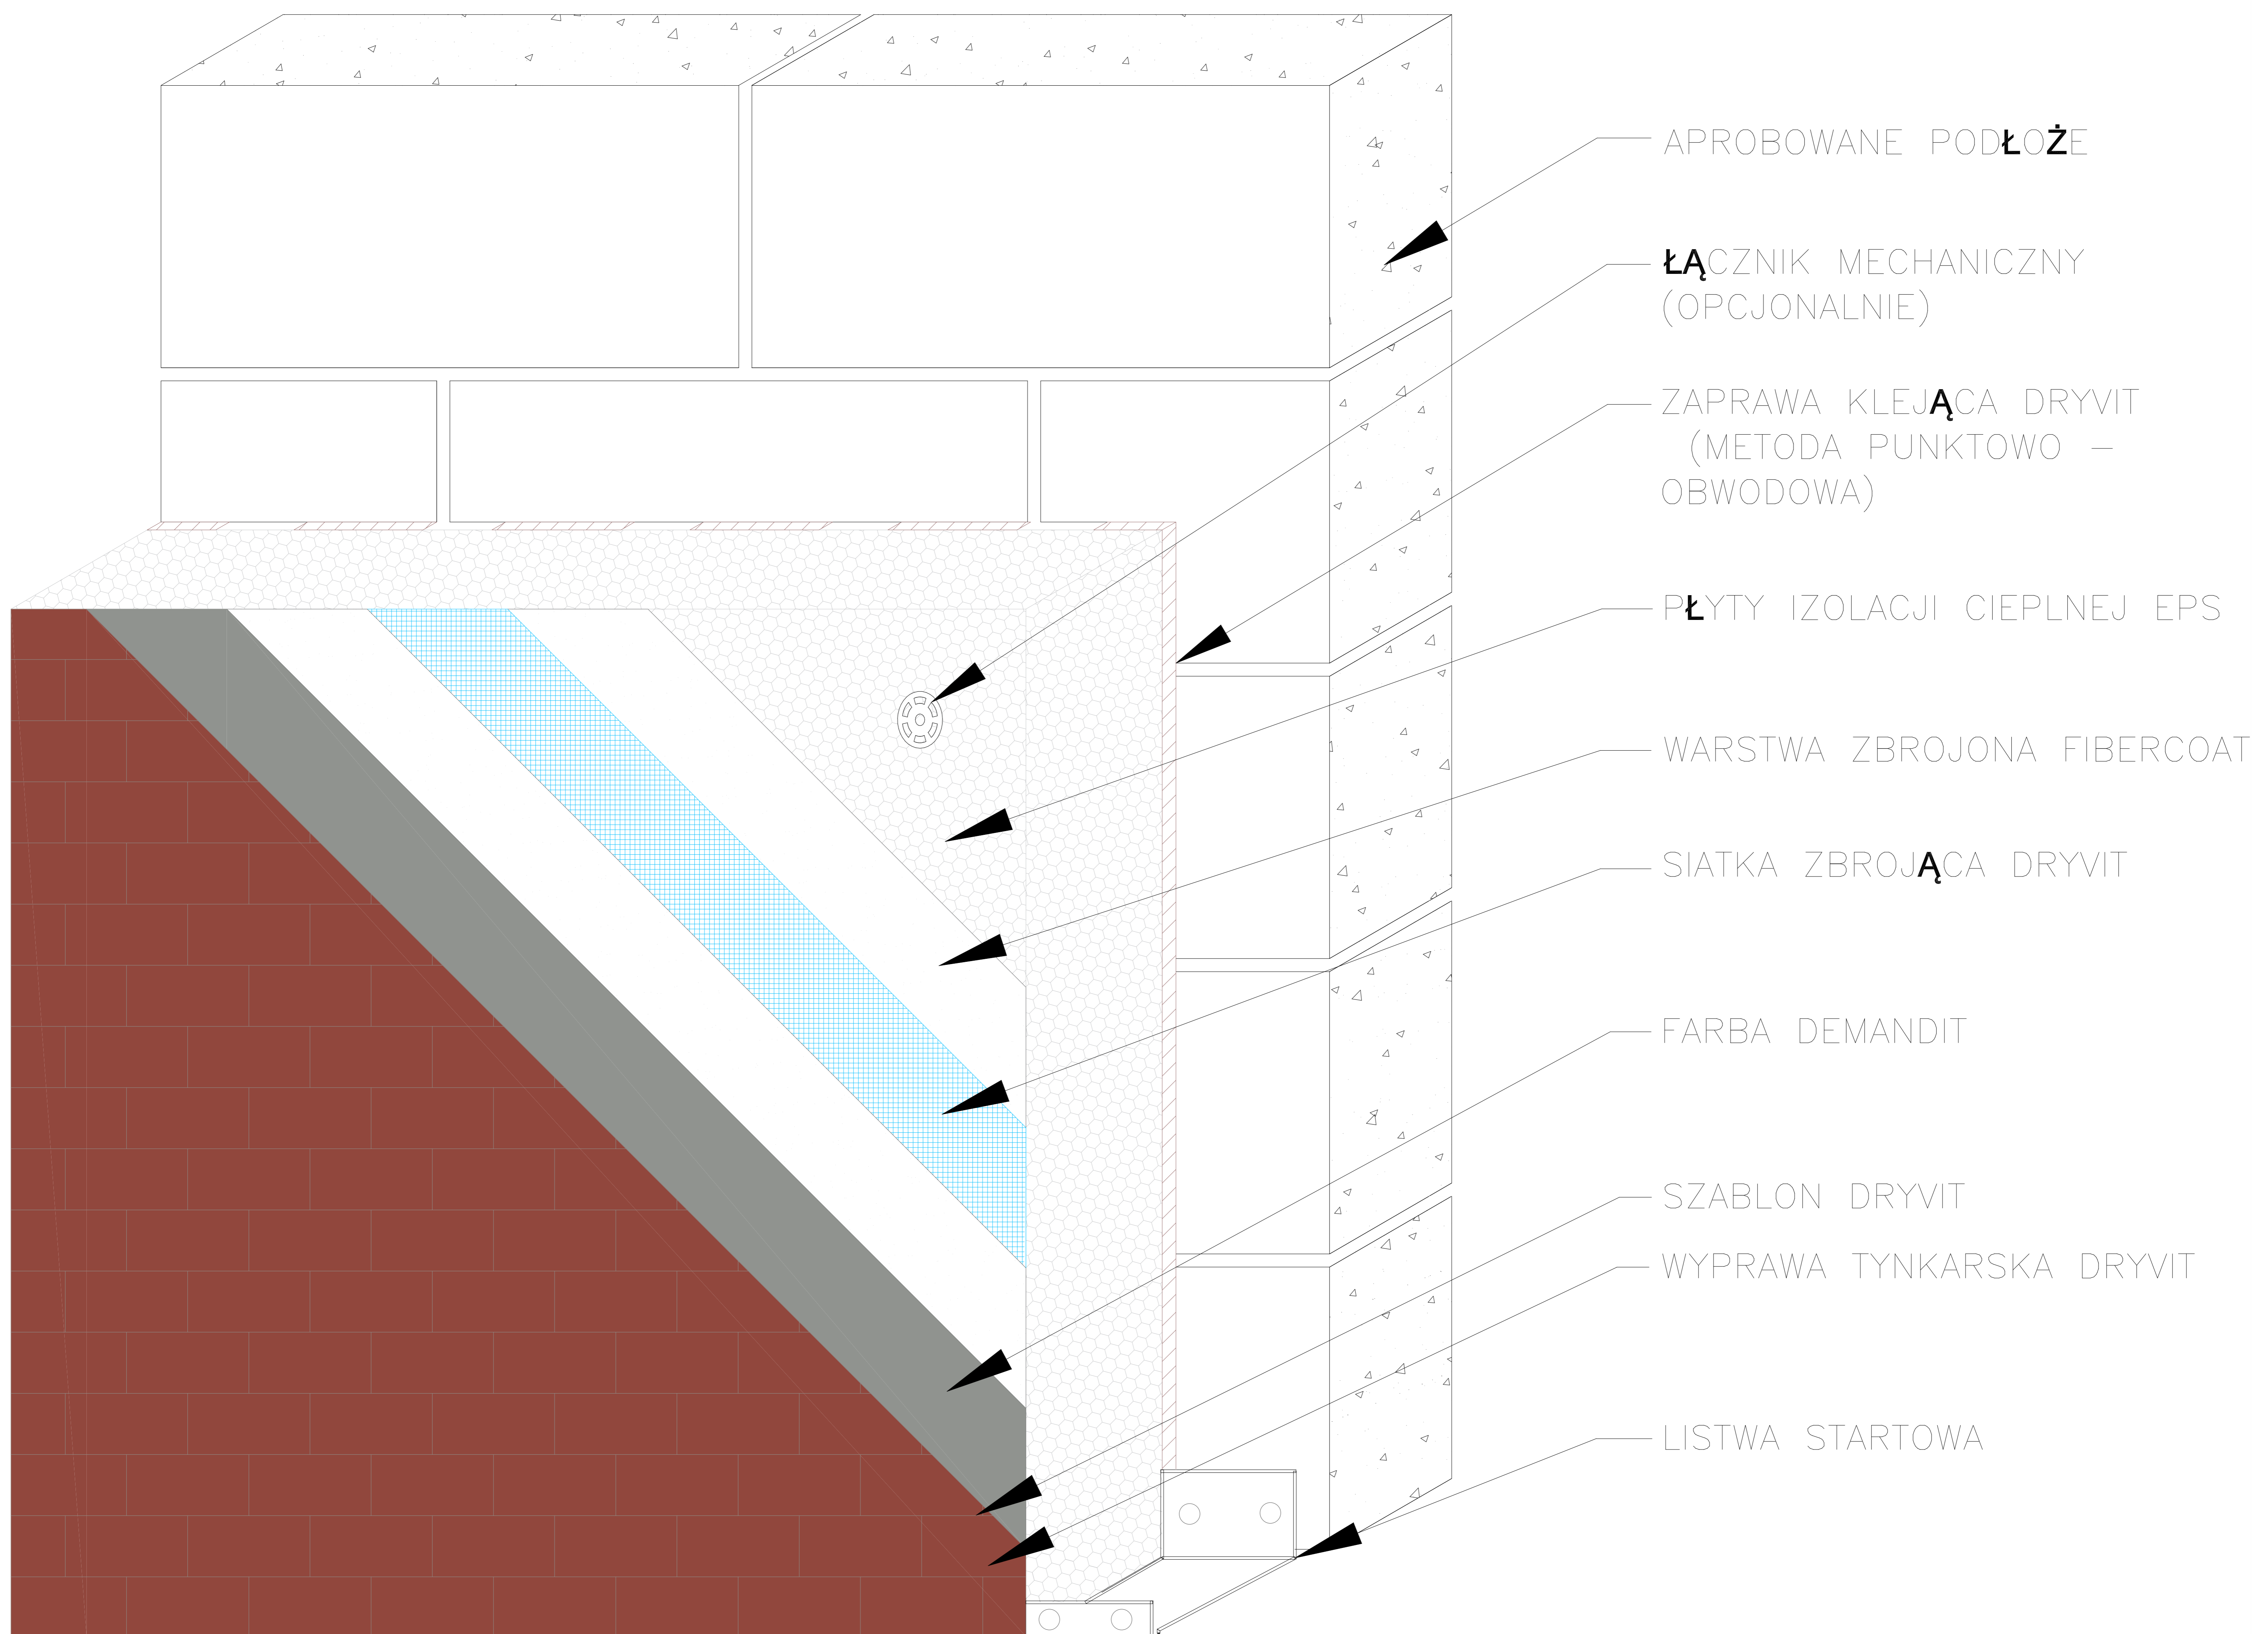 APROBOWANE PODŁOŻE
ŁĄCZNIK MECHANICZNY
(OPCJONALNIE)
ZAPRAWA KLEJĄCA DRYVIT
(METODA PUNKTOWO –
OBWODOWA)
PŁYTY IZOLACJI CIEPLNEJ EPS
WARSTWA ZBROJONA FIBERCOAT
SIATKA ZBROJĄCA DRYVIT
FARBA DEMANDIT
SZABLON DRYVIT
WYPRAWA TYNKARSKA DRYVIT
LISTWA STARTOWA